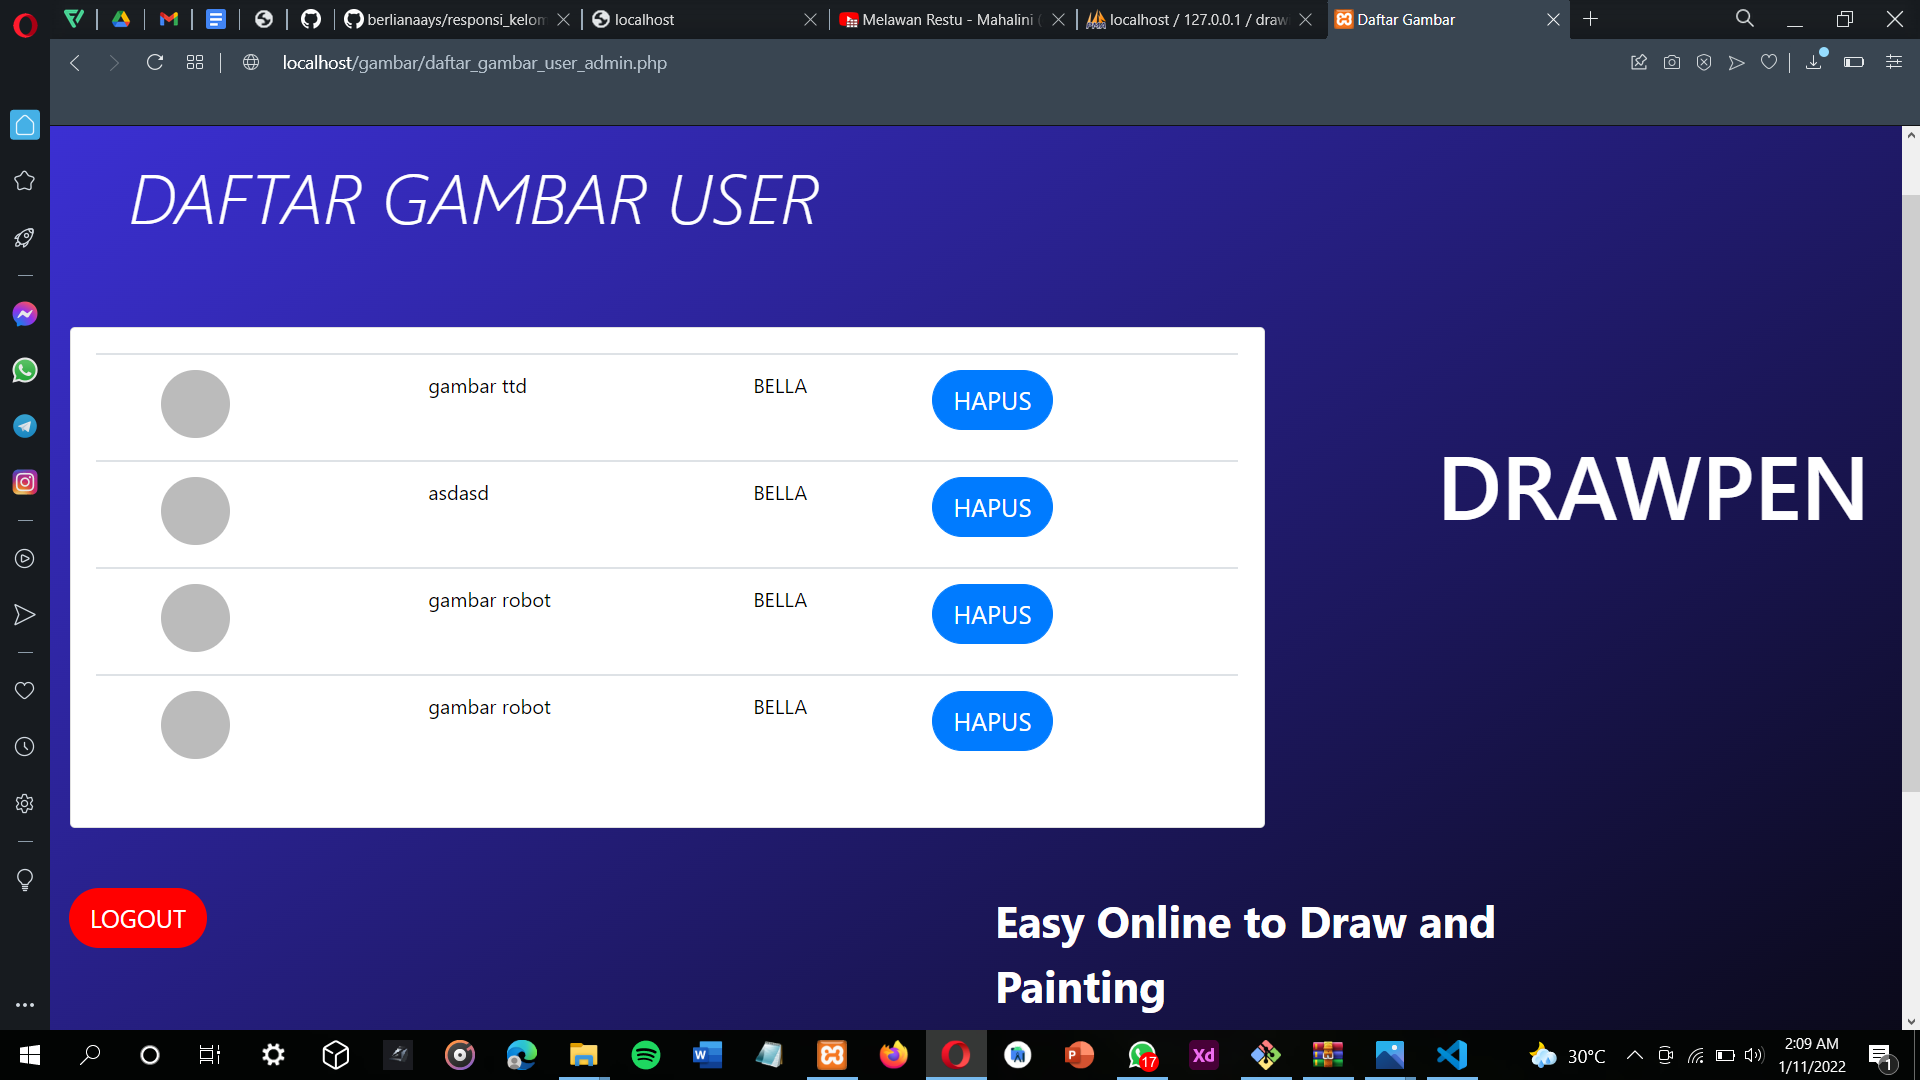 berlianaays/responsi_kelom
localhost
Melawan Restu - Mahalini (
localhost / 127.0.0.1 / draw
Daftar Gambar
localhost/gambar/daftar_gambar_user_admin.php
DAFTAR GAMBAR USER
gambar ttd BELLA HAPUS
asdasd BELLA HAPUS
gambar robot BELLA HAPUS
gambar robot BELLA HAPUS
DRAWPEN
LOGOUT
Easy Online to Draw and
Painting
17
Xd
30°C
2:09 AM
1/11/2022
1